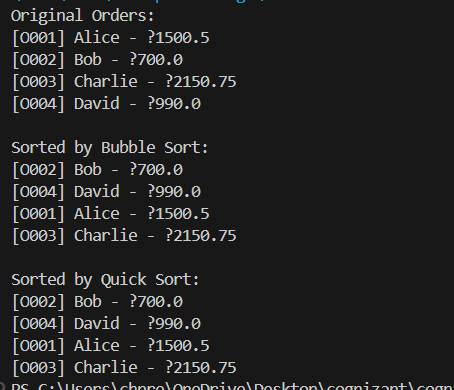 Original Orders:
[O001] Alice - ?1500.5
[O002] Bob - ?700.0
[O003] Charlie - ?2150.75
[O004] David - ?990.0

Sorted by Bubble Sort:
[O002] Bob - ?700.0
[O004] David - ?990.0
[O001] Alice - ?1500.5
[O003] Charlie - ?2150.75

Sorted by Quick Sort:
[O002] Bob - ?700.0
[O004] David - ?990.0
[O001] Alice - ?1500.5
[O003] Charlie - ?2150.75
PS C:\Users\chpre\OneDrive\Desktop\cognizant\cogn